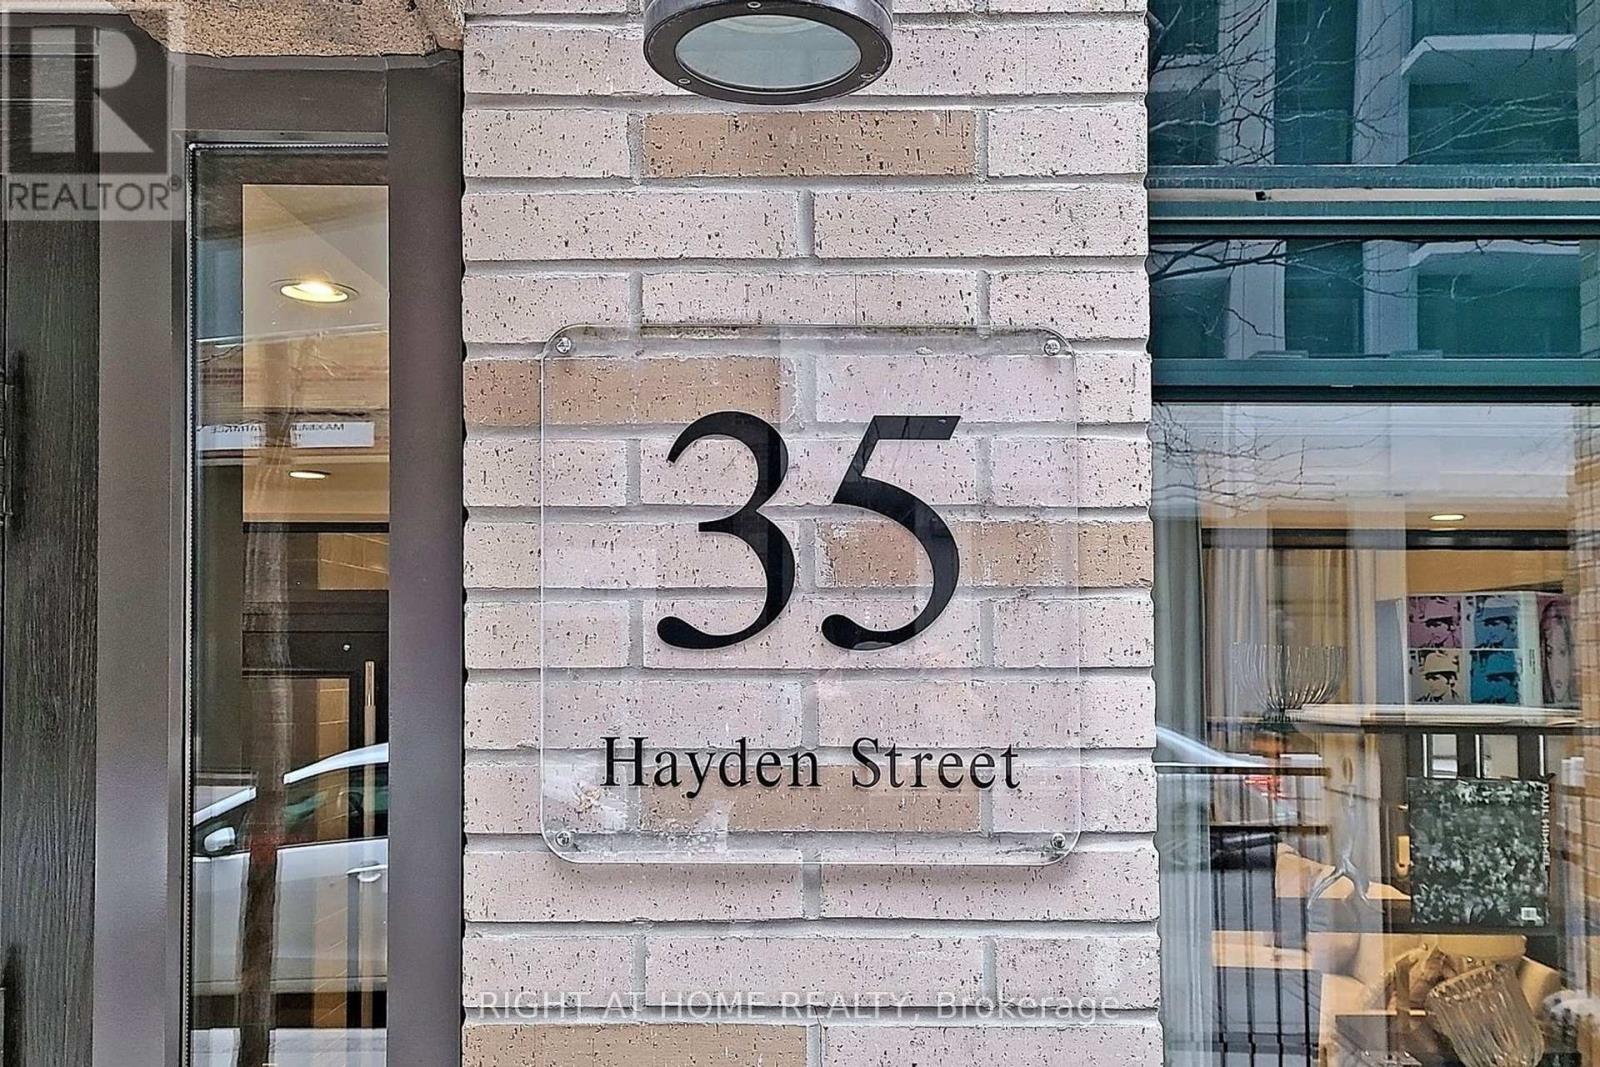 REALTOR®
35
Hayden Street
RIGHT AT HOME REALTY, Brokerage